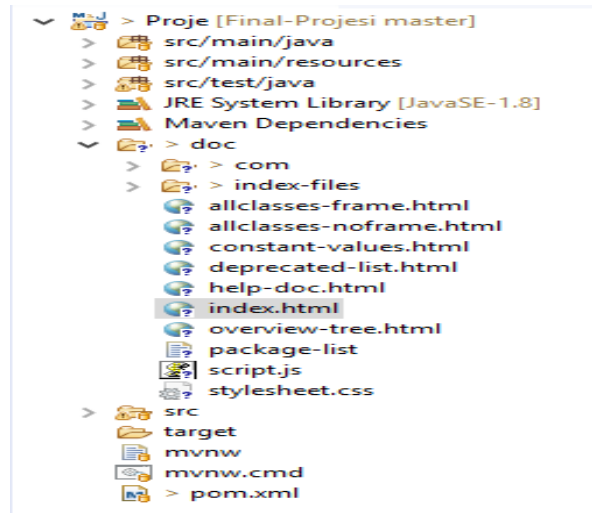 > Proje [Final-Projesi master]
> src/main/java
> src/main/resources
> src/test/java
> JRE System Library [JavaSE-1.8]
> Maven Dependencies
> doc
> > com
> > index-files
allclasses-frame.html
allclasses-noframe.html
constant-values.html
deprecated-list.html
help-doc.html
index.html
overview-tree.html
package-list
script.js
stylesheet.css
> src
target
mvnw
mvnw.cmd
> pom.xml